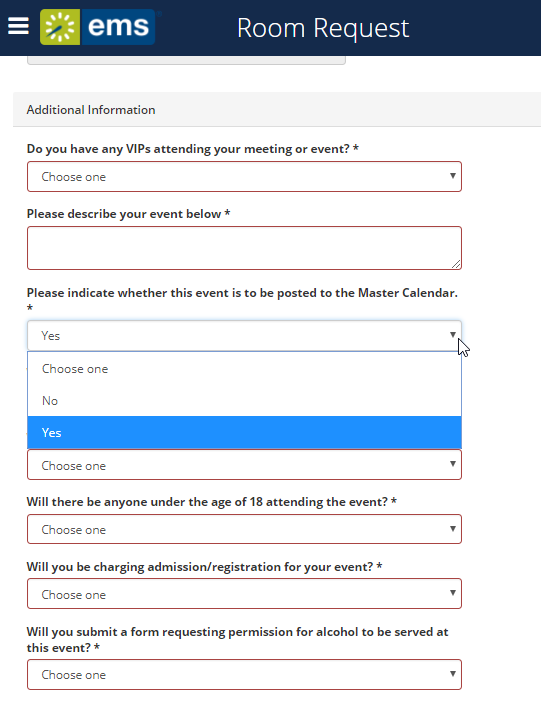 ems
Room Request
Additional Information
Do you have any VIPs attending your meeting or event? *
Choose one
Please describe your event below *
Please indicate whether this event is to be posted to the Master Calendar.
*
Yes
Choose one
No
Yes
Choose one
Will there be anyone under the age of 18 attending the event? *
Choose one
Will you be charging admission/registration for your event? *
Choose one
Will you submit a form requesting permission for alcohol to be served at
this event? *
Choose one